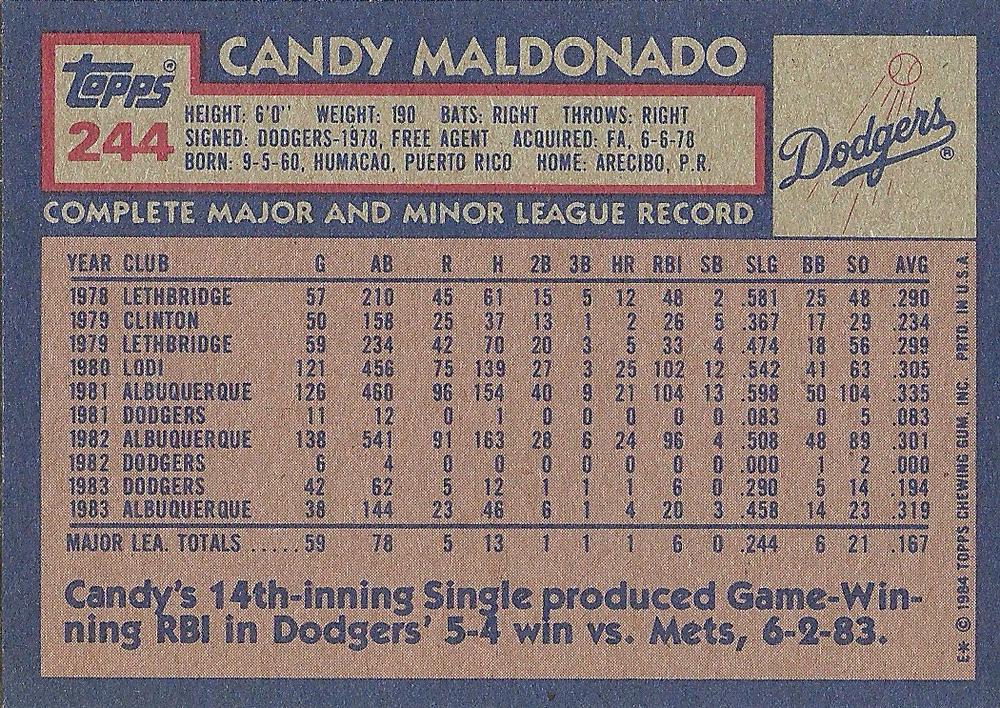 Topps®
244
CANDY MALDONADO
HEIGHT: 6'0" WEIGHT: 190 BATS: RIGHT THROWS: RIGHT
SIGNED: DODGERS-1978, FREE AGENT ACQUIRED: FA, 6-6-78
BORN: 9-5-60, HUMACAO, PUERTO RICO HOME: ARECIBO, P.R.
Dodgers®
COMPLETE MAJOR AND MINOR LEAGUE RECORD
YEAR CLUB G AB R H 2B 3B HR RBI SB SLG BB SO AVG
1978 LETHBRIDGE 57 210 45 61 15 5 12 48 2 .581 25 48 .290
1979 CLINTON 50 158 25 37 13 1 2 26 5 .367 17 29 .234
1979 LETHBRIDGE 59 234 42 70 20 3 5 33 4 .474 18 56 .299
1980 LODI 121 456 75 139 27 3 25 102 12 .542 41 63 .305
1981 ALBUQUERQUE 126 460 96 154 40 9 21 104 13 .598 50 104 .335
1981 DODGERS 11 12 0 1 0 0 0 0 0 .083 0 5 .083
1982 ALBUQUERQUE 138 541 91 163 28 6 24 96 4 .508 48 89 .301
1982 DODGERS 6 4 0 0 0 0 0 0 0 .000 1 2 .000
1983 DODGERS 42 62 5 12 1 1 1 6 0 .290 5 14 .194
1983 ALBUQUERQUE 38 144 23 46 6 1 4 20 3 .458 14 23 .319
MAJOR LEA. TOTALS .....59 78 5 13 1 1 1 6 0 .244 6 21 .167
Candy's 14th-inning Single produced Game-Win-
ning RBI in Dodgers' 5-4 win vs. Mets, 6-2-83.
E* © 1984 TOPPS CHEWING GUM, INC. PRTD. IN U.S.A.